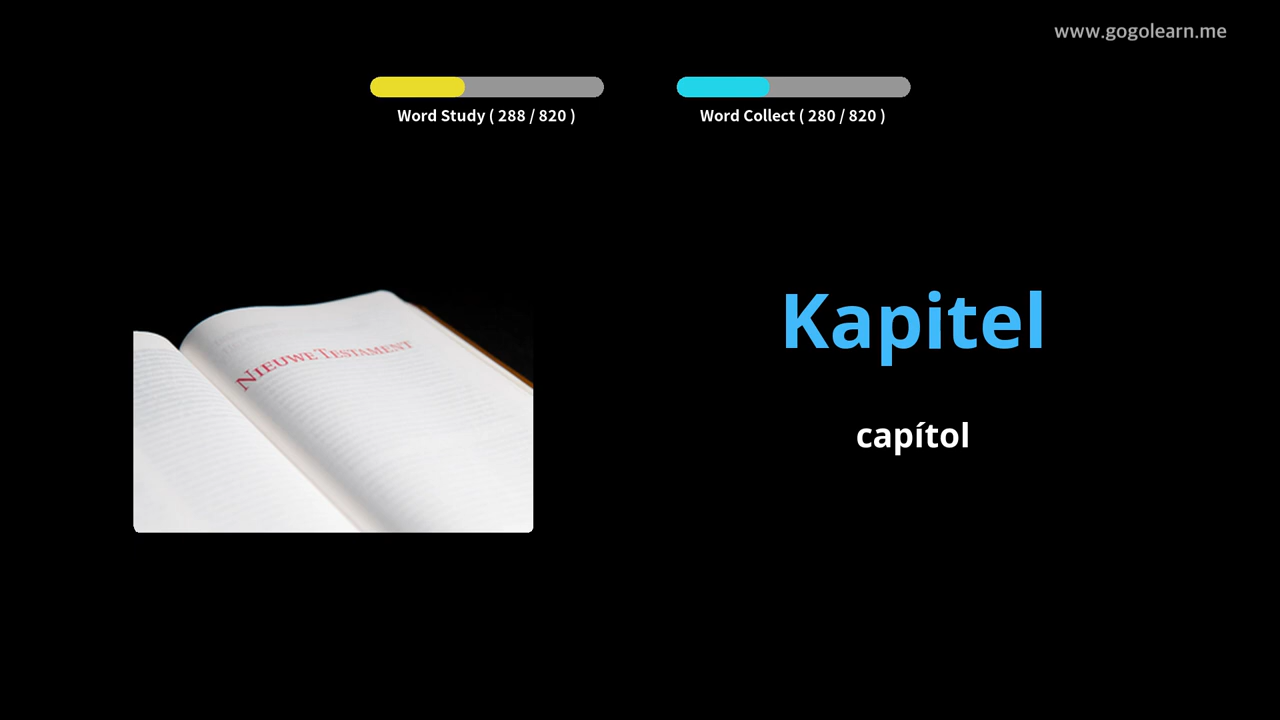 www.gogolearn.me
Word Study ( 288 / 820 )
Word Collect ( 280 / 820 )
NIEUWE TESTAMENT
Kapitel
capítol